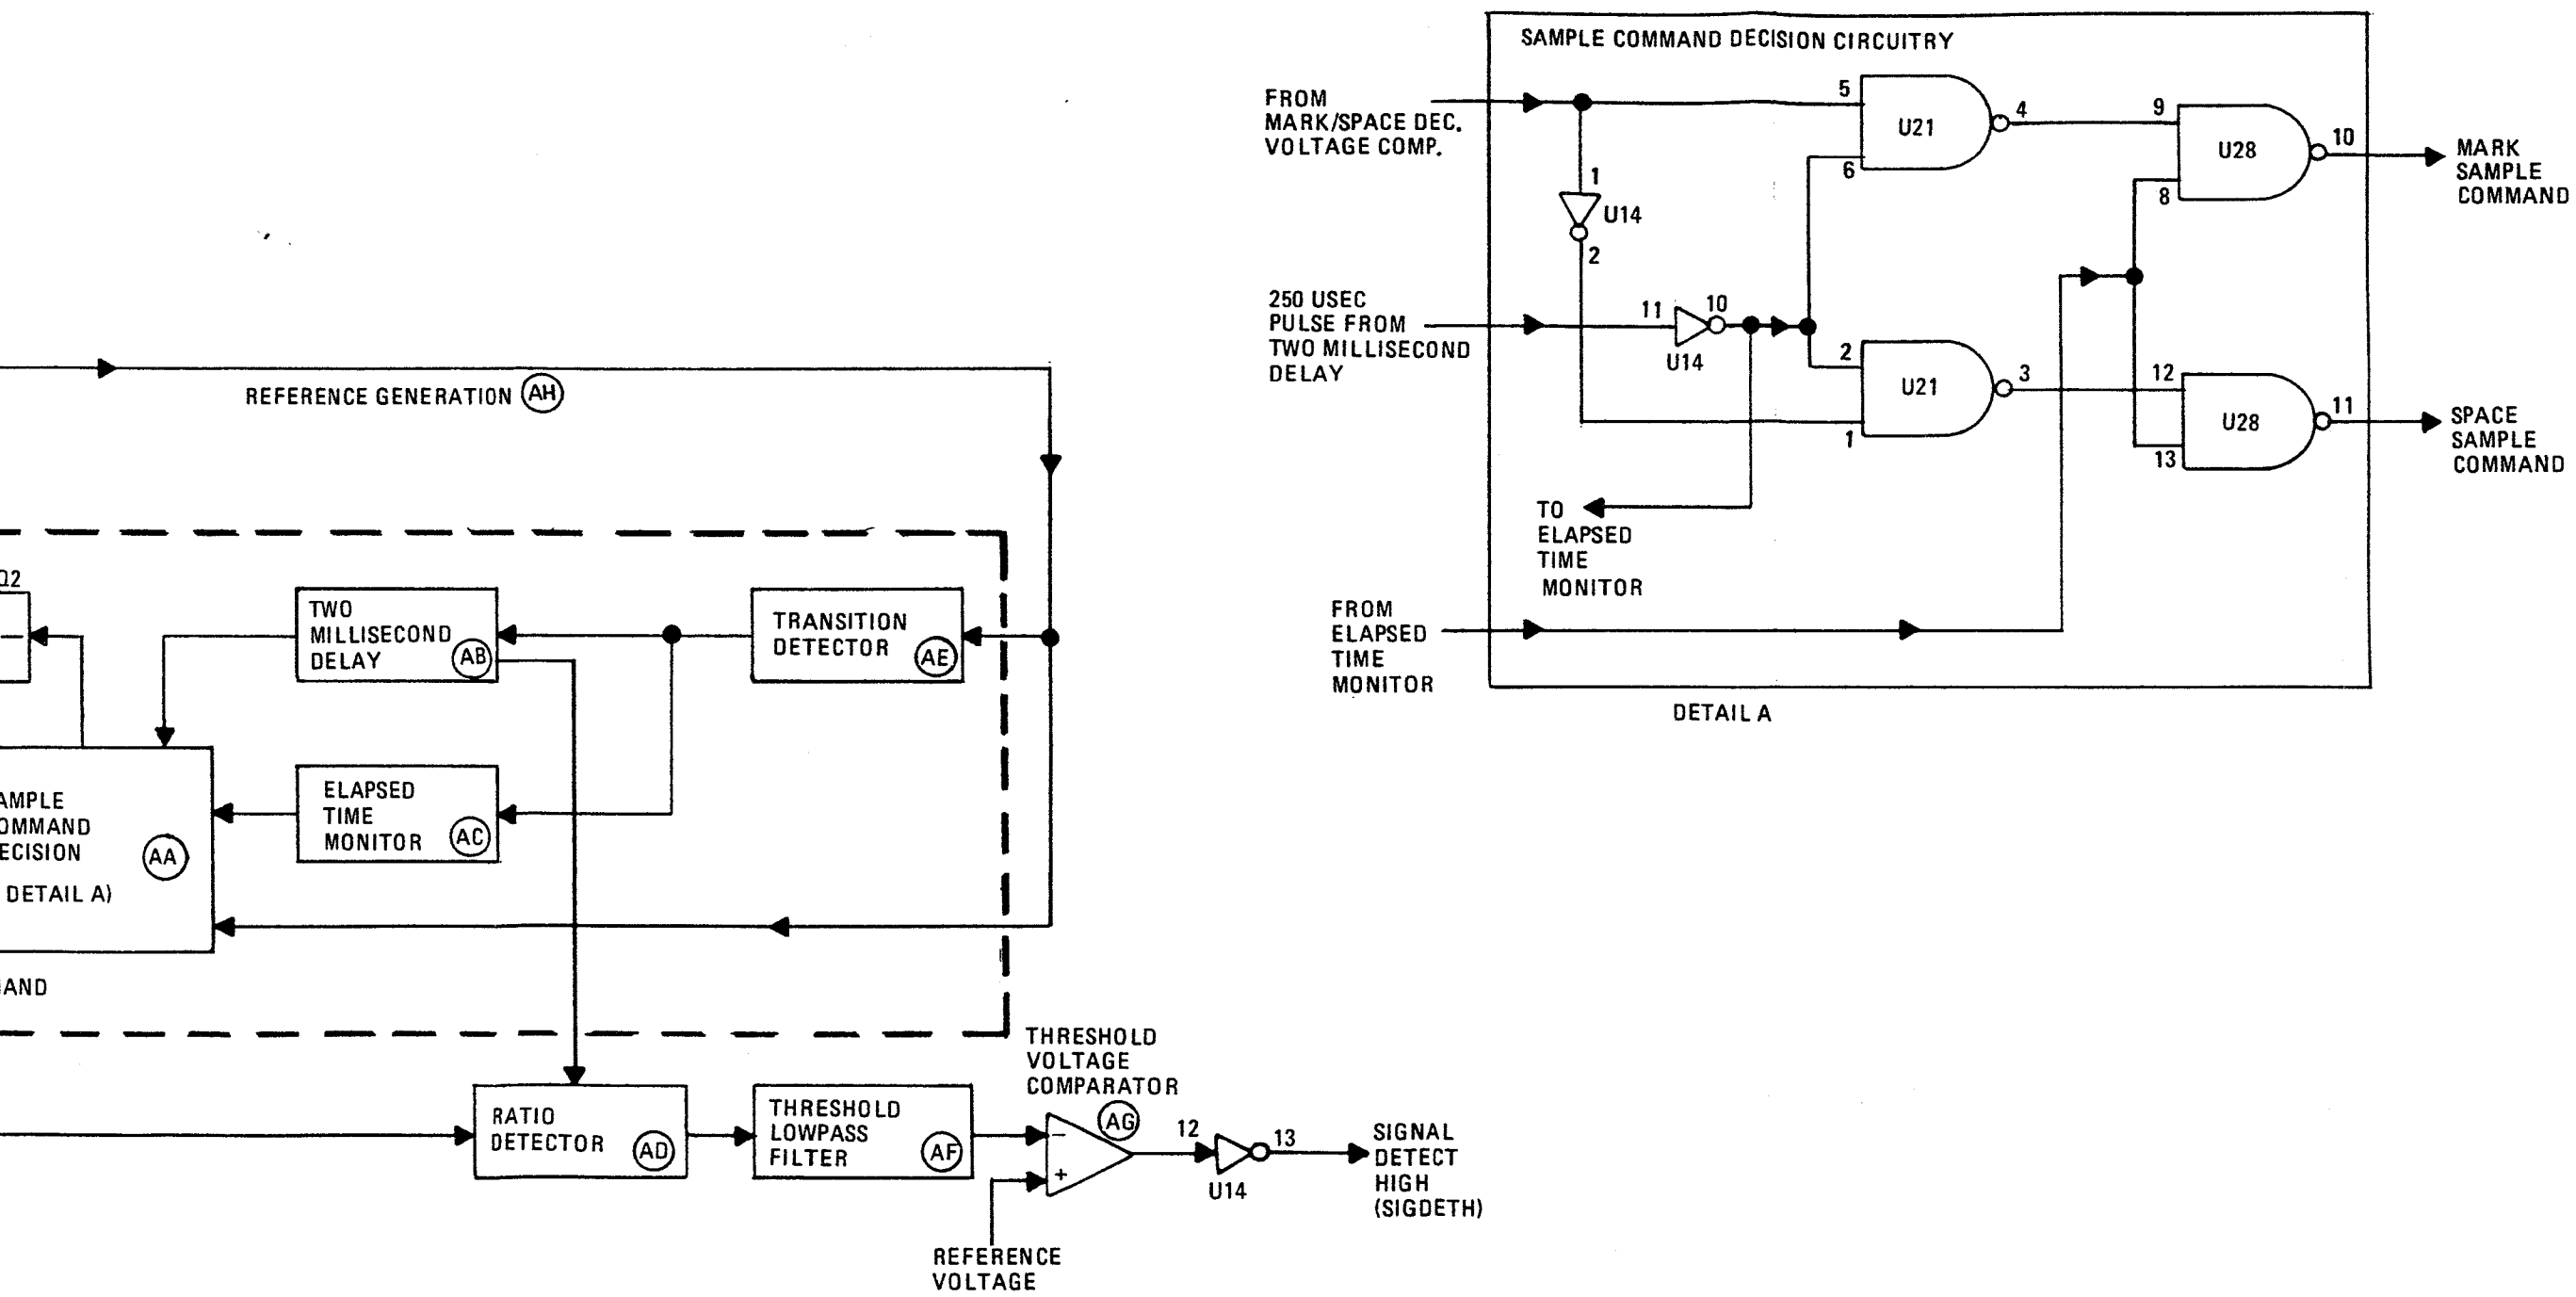 SAMPLE COMMAND DECISION CIRCUITRY
FROM
MARK/SPACE DEC.
VOLTAGE COMP.
5
U21
4
6
9
U28
10
8
MARK
SAMPLE
COMMAND
1
U14
2
250 USEC
PULSE FROM
TWO MILLISECOND
DELAY
11
10
U14
2
U21
3
1
12
U28
11
13
SPACE
SAMPLE
COMMAND
TO
ELAPSED
TIME
MONITOR
FROM
ELAPSED
TIME
MONITOR
DETAIL A
REFERENCE GENERATION AH
Q2
TWO
MILLISECOND
DELAY
AB
TRANSITION
DETECTOR
AE
ELAPSED
TIME
MONITOR
AC
AMPLE
OMMAND
ECISION
AA
DETAIL A)
AND
RATIO
DETECTOR
AD
THRESHOLD
LOWPASS
FILTER
AF
THRESHOLD
VOLTAGE
COMPARATOR
AG
−
+
12
13
U14
REFERENCE
VOLTAGE
SIGNAL
DETECT
HIGH
(SIGDETH)